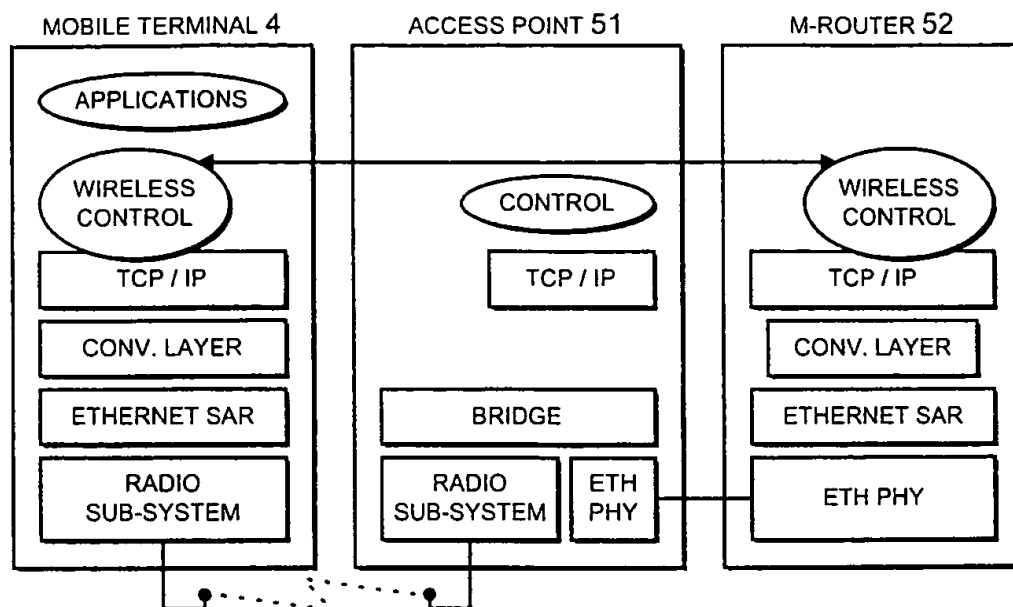 MOBILE TERMINAL 4
APPLICATIONS
WIRELESS
CONTROL
TCP / IP
CONV. LAYER
ETHERNET SAR
RADIO
SUB-SYSTEM
ACCESS POINT 51
CONTROL
TCP / IP
BRIDGE
RADIO
SUB-SYSTEM
ETH
PHY
M-ROUTER 52
WIRELESS
CONTROL
TCP / IP
CONV. LAYER
ETHERNET SAR
ETH PHY